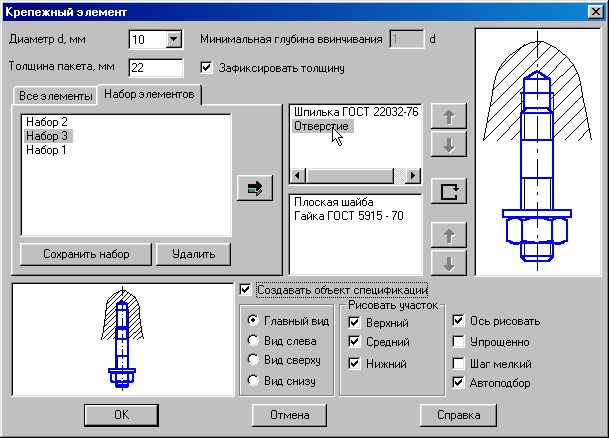 Крепежный элемент
Диаметр d, мм 10 Минимальная глубина ввинчивания 1 d
Толщина пакета, мм 22 Зафиксировать толщину
Все элементы Набор элементов
Набор 2
Набор 3
Набор 1
Сохранить набор Удалить
Шпилька ГОСТ 22032-76
Отверстие
Плоская шайба
Гайка ГОСТ 5915 - 70
Создавать объект спецификации
Главный вид
Вид слева
Вид сверху
Вид снизу
Рисовать участок
Верхний
Средний
Нижний
Ось рисовать
Упрощенно
Шаг мелкий
Автоподбор
OK Отмена Справка